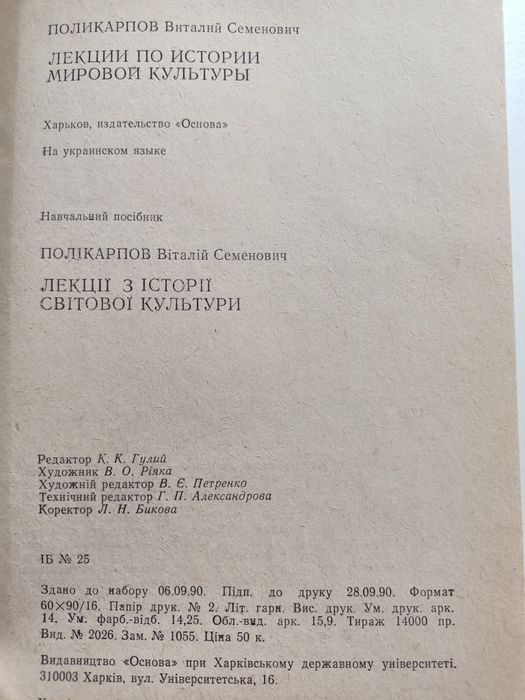 ПОЛИКАРПОВ Виталий Семенович
ЛЕКЦИИ ПО ИСТОРИИ
МИРОВОЙ КУЛЬТУРЫ
Харьков, издательство «Основа»
На украинском языке
Навчальний посібник
ПОЛІКАРПОВ Віталій Семенович
ЛЕКЦІЇ З ІСТОРІЇ
СВІТОВОЇ КУЛЬТУРИ
Редактор К. К. Гулий
Художник В. О. Ріяка
Художній редактор В. Є. Петренко
Технічний редактор Г. П. Александрова
Коректор Л. Н. Бикова
ІБ № 25
Здано до набору 06.09.90. Підп. до друку 28.09.90. Формат
60×90/16. Папір друк. № 2. Літ. гарн. Вис. друк. Ум. друк. арк.
14. Ум. фарб.-відб. 14,25. Обл.-вид. арк. 15,9. Тираж 14000 пр.
Вид. № 2026. Зам. № 1055. Ціна 50 к.
Видавництво «Основа» при Харківському державному університеті.
310003 Харків, вул. Університетська, 16.